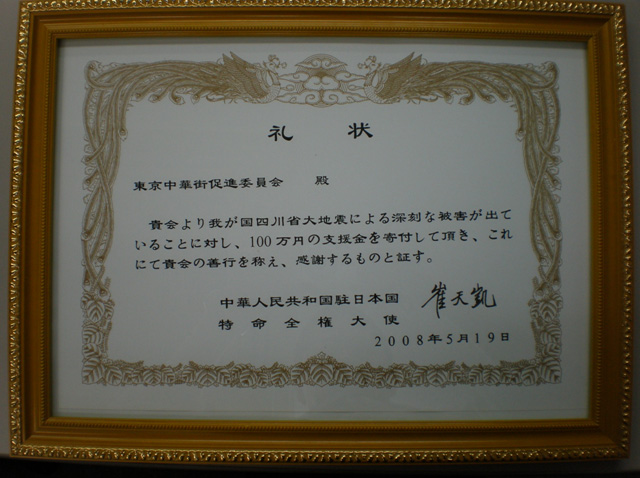 礼状
東京中華街促進委員会 殿
貴会より我が国四川省大地震による深刻な被害が出て
いることに対し、100万円の支援金を寄付して頂き、これ
にて貴会の善行を称え、感謝するものと証す。
中華人民共和国駐日本国 崔天凱
特命全権大使
2008年5月19日